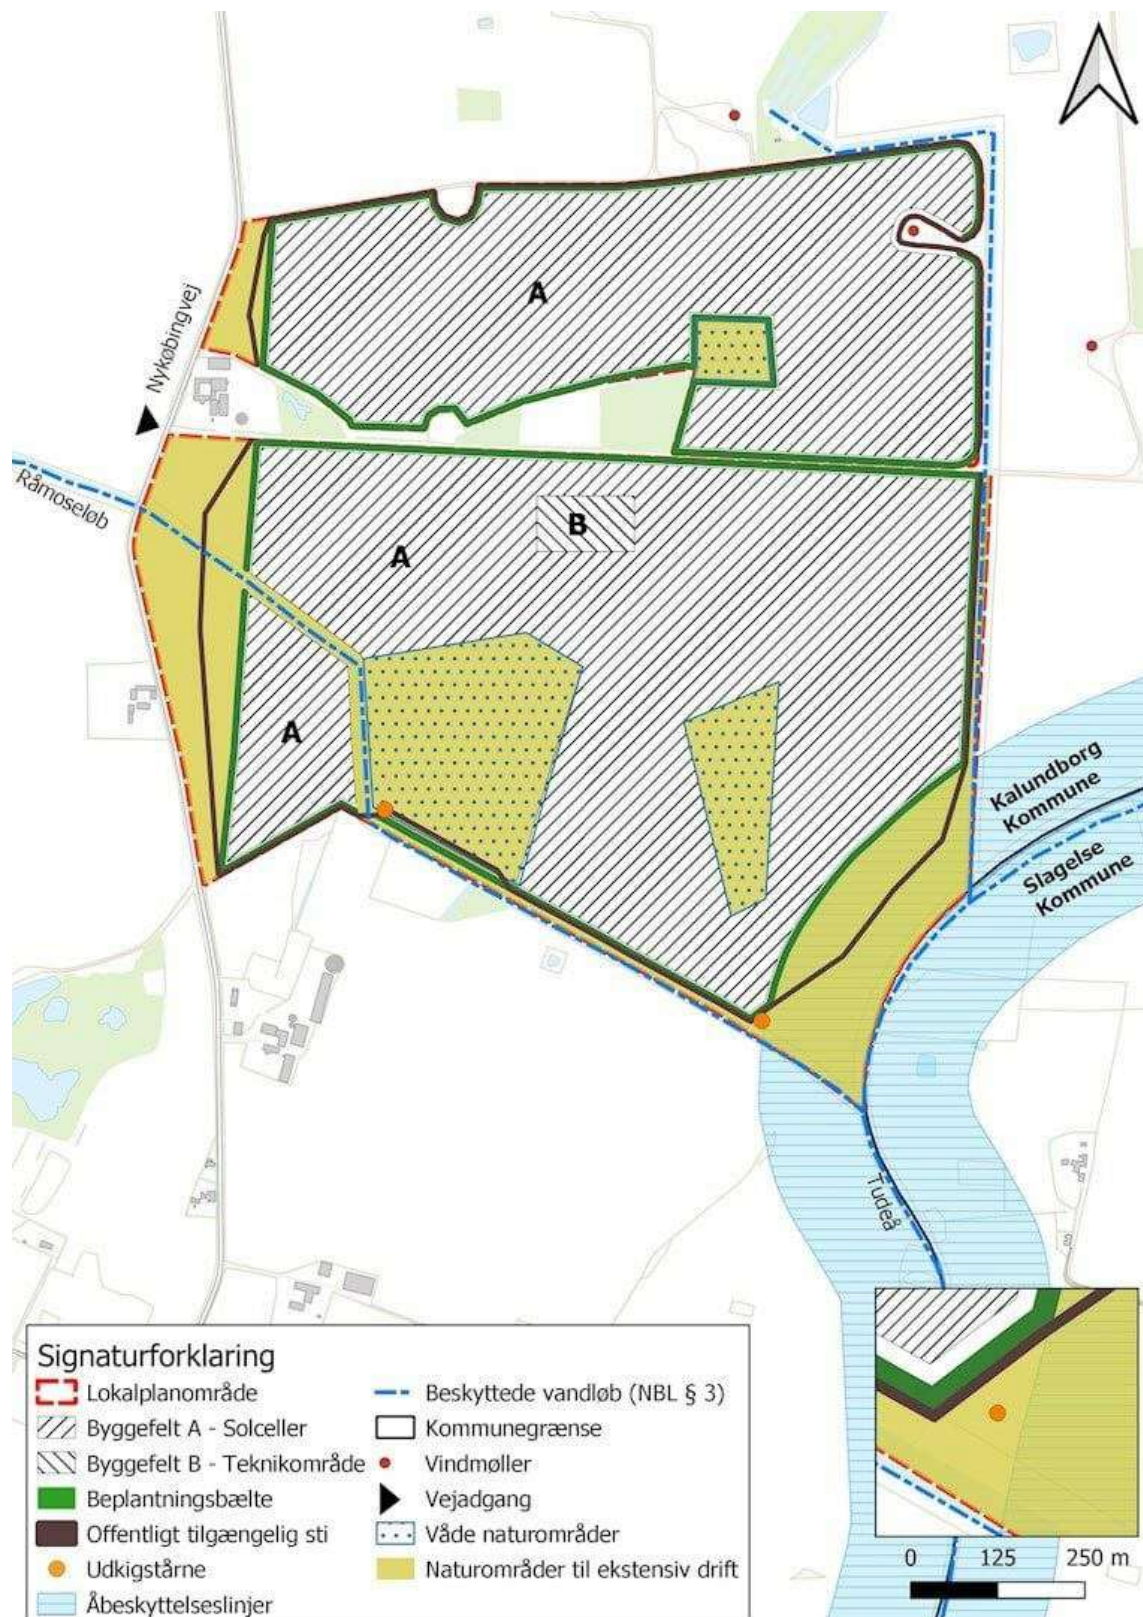 A
Nykøbingvej
Råmoseløb
B
A
A
Kalundborg
Kommune
Slagelse
Kommune
Tudeå
Signaturforklaring
Lokalplanområde
Byggefelt A - Solceller
Byggefelt B - Teknikområde
Beplantningsbælte
Offentligt tilgængelig sti
Udkigstårne
Åbeskyttelseslinjer
Beskyttede vandløb (NBL § 3)
Kommunegrænse
Vindmøller
Vejadgang
Våde naturområder
Naturområder til ekstensiv drift
0 125 250 m